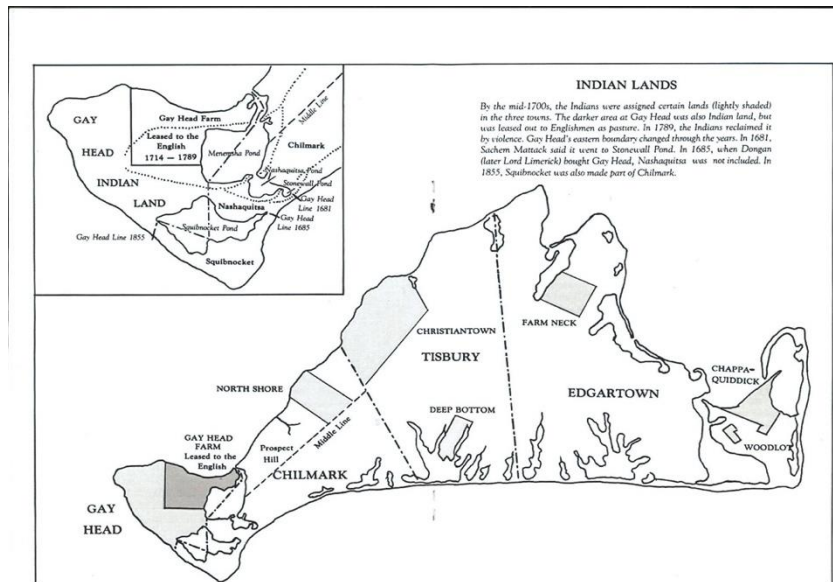 INDIAN LANDS
By the mid-1700s, the Indians were assigned certain lands (lightly shaded)
in the three towns. The darker area at Gay Head was also Indian land, but
was leased out to Englishmen as pasture. In 1789, the Indians reclaimed it
by violence. Gay Head's eastern boundary changed through the years. In 1681,
Sachem Mattack said it went to Stonewall Pond. In 1685, when Dongan
(later Lord Limerick) bought Gay Head, Nashaquitsa was not included. In
1855, Squibnocket was also made part of Chilmark.
GAY
HEAD
INDIAN
LAND
Gay Head Farm
Leased to the
English
1714 — 1789
Menemsha Pond
Middle Line
Chilmark
Nashaquitsa Pond
Stonewall Pond
Gay Head
Line 1681
Nashaquitsa
Gay Head
Line 1685
Squibnocket Pond
Gay Head Line 1855
Squibnocket
CHRISTIANTOWN
TISBURY
FARM NECK
NORTH SHORE
EDGARTOWN
CHAPPA-
QUIDDICK
DEEP BOTTOM
WOODLOT
Middle Line
GAY HEAD
FARM
Leased to the
English
Prospect
Hill
CHILMARK
GAY
HEAD